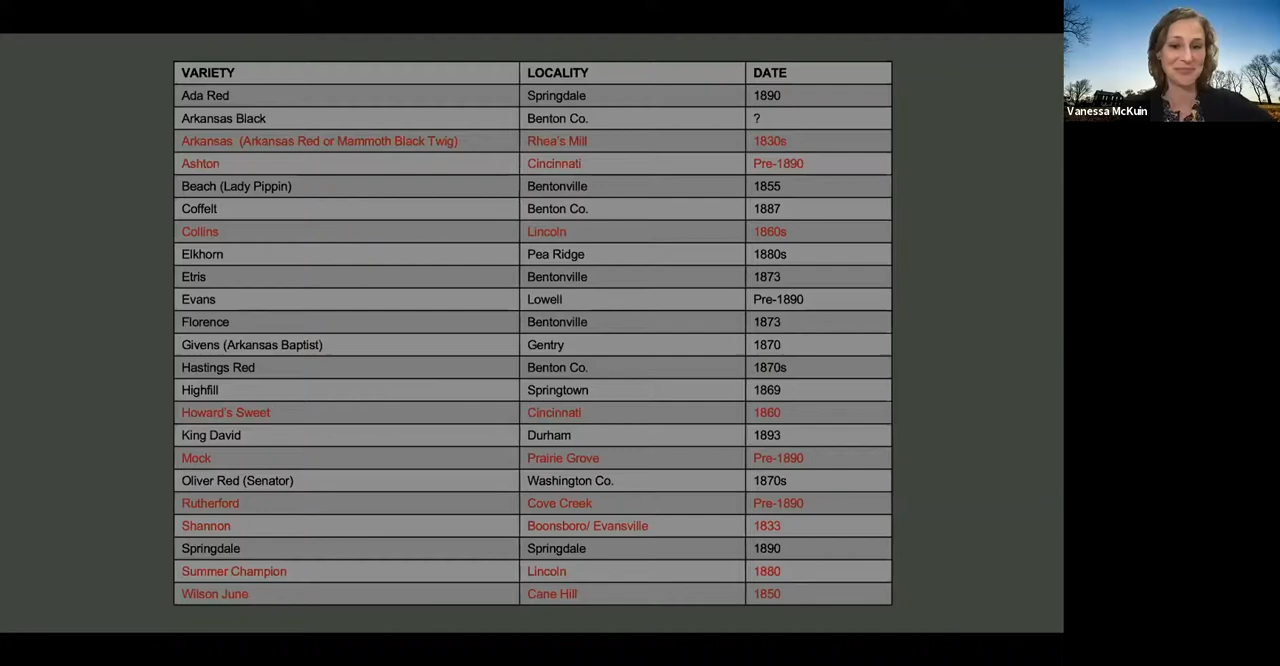 VARIETY LOCALITY DATE
Ada Red Springdale 1890
Arkansas Black Benton Co. ?
Arkansas (Arkansas Red or Mammoth Black Twig) Rhea's Mill 1830s
Ashton Cincinnati Pre-1890
Beach (Lady Pippin) Bentonville 1855
Coffelt Benton Co. 1887
Collins Lincoln 1860s
Elkhorn Pea Ridge 1880s
Etris Bentonville 1873
Evans Lowell Pre-1890
Florence Bentonville 1873
Givens (Arkansas Baptist) Gentry 1870
Hastings Red Benton Co. 1870s
Highfill Springtown 1869
Howard's Sweet Cincinnati 1860
King David Durham 1893
Mock Prairie Grove Pre-1890
Oliver Red (Senator) Washington Co. 1870s
Rutherford Cove Creek Pre-1890
Shannon Boonsboro/ Evansville 1833
Springdale Springdale 1890
Summer Champion Lincoln 1880
Wilson June Cane Hill 1850
Vanessa McKuin